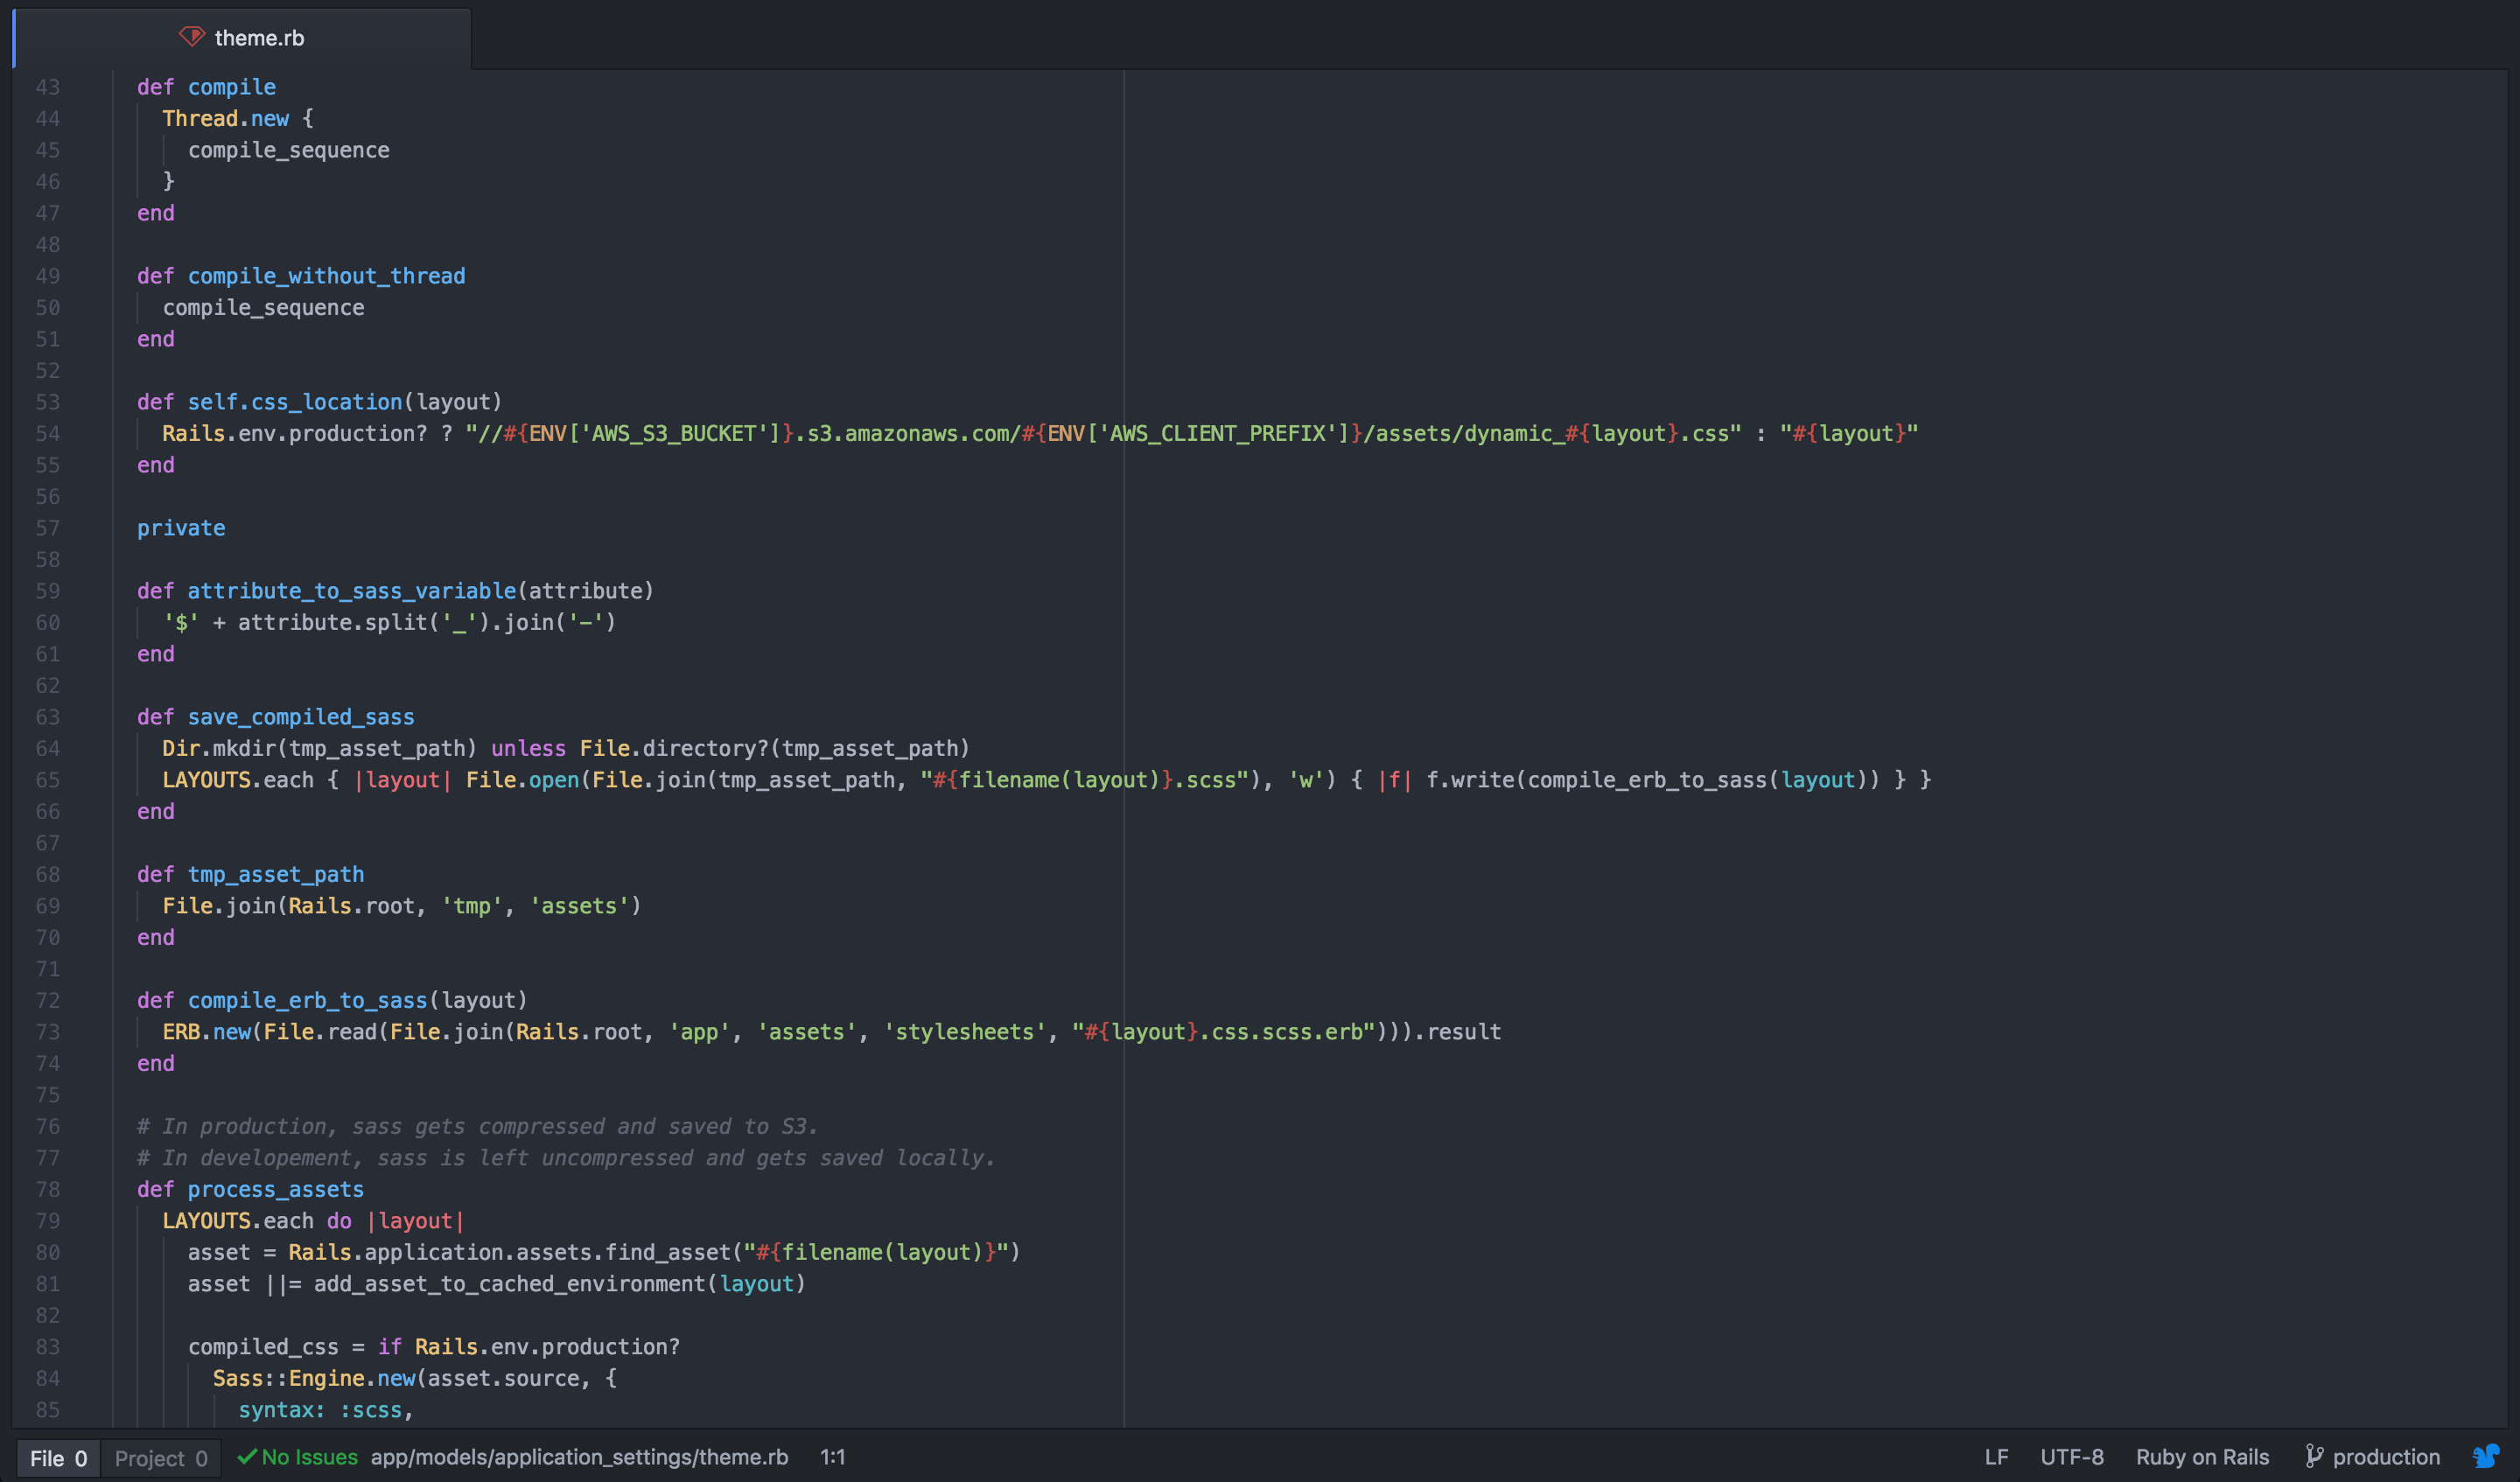 theme.rb
43 def compile
44 Thread.new {
45 compile_sequence
46 }
47 end
48
49 def compile_without_thread
50 compile_sequence
51 end
52
53 def self.css_location(layout)
54 Rails.env.production? ? "//#{ENV['AWS_S3_BUCKET']}.s3.amazonaws.com/#{ENV['AWS_CLIENT_PREFIX']}/assets/dynamic_#{layout}.css" : "#{layout}"
55 end
56
57 private
58
59 def attribute_to_sass_variable(attribute)
60 '$' + attribute.split('_').join('-')
61 end
62
63 def save_compiled_sass
64 Dir.mkdir(tmp_asset_path) unless File.directory?(tmp_asset_path)
65 LAYOUTS.each { |layout| File.open(File.join(tmp_asset_path, "#{filename(layout)}.scss"), 'w') { |f| f.write(compile_erb_to_sass(layout)) } }
66 end
67
68 def tmp_asset_path
69 File.join(Rails.root, 'tmp', 'assets')
70 end
71
72 def compile_erb_to_sass(layout)
73 ERB.new(File.read(File.join(Rails.root, 'app', 'assets', 'stylesheets', "#{layout}.css.scss.erb"))).result
74 end
75
76 # In production, sass gets compressed and saved to S3.
77 # In developement, sass is left uncompressed and gets saved locally.
78 def process_assets
79 LAYOUTS.each do |layout|
80 asset = Rails.application.assets.find_asset("#{filename(layout)}")
81 asset ||= add_asset_to_cached_environment(layout)
82
83 compiled_css = if Rails.env.production?
84 Sass::Engine.new(asset.source, {
85 syntax: :scss,
File 0 Project 0 No Issues app/models/application_settings/theme.rb 1:1 LF UTF-8 Ruby on Rails production